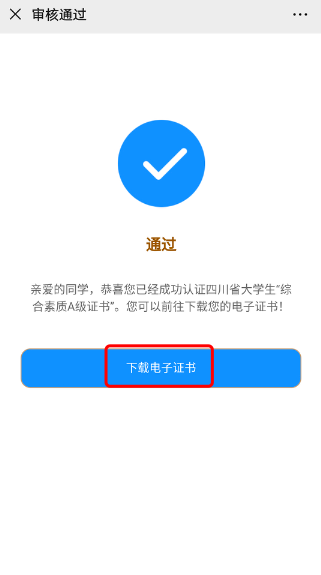 审核通过
通过
亲爱的同学，恭喜您已经成功认证四川省大学生“综
合素质A级证书”。您可以前往下载您的电子证书！
下载电子证书